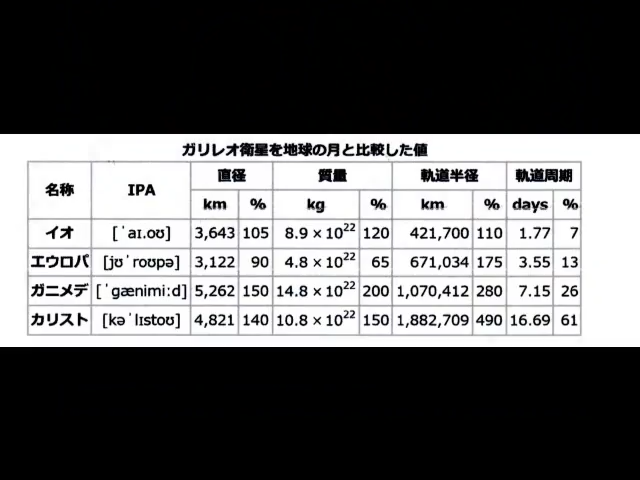 ガリレオ衛星を地球の月と比較した値
名称 IPA 直径 質量 軌道半径 軌道周期
km % kg % km % days %
イオ [ˈaɪ.oʊ] 3,643 105 8.9 × 10²² 120 421,700 110 1.77 7
エウロパ [jʊˈroʊpə] 3,122 90 4.8 × 10²² 65 671,034 175 3.55 13
ガニメデ [ˈɡænimiːd] 5,262 150 14.8 × 10²² 200 1,070,412 280 7.15 26
カリスト [kəˈlɪstoʊ] 4,821 140 10.8 × 10²² 150 1,882,709 490 16.69 61